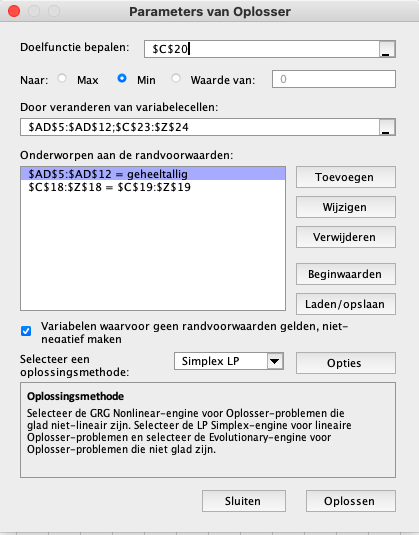 Parameters van Oplosser
Doelfunctie bepalen: $C$20
Naar: Max Min Waarde van: 0
Door veranderen van variabelecellen:
$AD$5:$AD$12;$C$23:$Z$24
Onderworpen aan de randvoorwaarden:
$AD$5:$AD$12 = geheeltallig
$C$18:$Z$18 = $C$19:$Z$19
Toevoegen
Wijzigen
Verwijderen
Beginwaarden
Laden/opslaan
Variabelen waarvoor geen randvoorwaarden gelden, niet-
negatief maken
Selecteer een
oplossingsmethode:
Simplex LP
Opties
Oplossingsmethode
Selecteer de GRG Nonlinear-engine voor Oplosser-problemen die
glad niet-lineair zijn. Selecteer de LP Simplex-engine voor lineaire
Oplosser-problemen en selecteer de Evolutionary-engine voor
Oplosser-problemen die niet glad zijn.
Sluiten
Oplossen